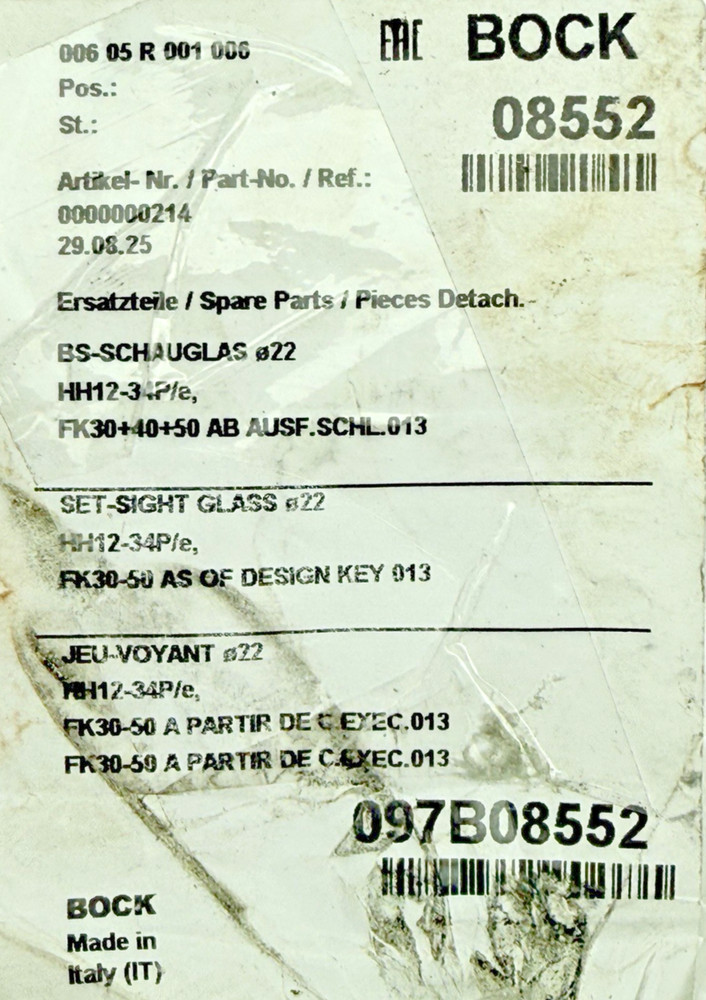 006 05 R 001 006
EAC BOCK
Pos.:
08552
St.:
Artikel- Nr. / Part-No. / Ref.:
0000000214
29.08.25
Ersatzteile / Spare Parts / Pieces Detach.
BS-SCHAUGLAS ø22
HH12-34P/e,
FK30+40+50 AB AUSF.SCHL.013
SET-SIGHT GLASS ø22
HH12-34P/e,
FK30-50 AS OF DESIGN KEY 013
JEU-VOYANT ø22
HH12-34P/e,
FK30-50 A PARTIR DE C.EXEC.013
FK30-50 A PARTIR DE C.EXEC.013
097B08552
BOCK
Made in
Italy (IT)